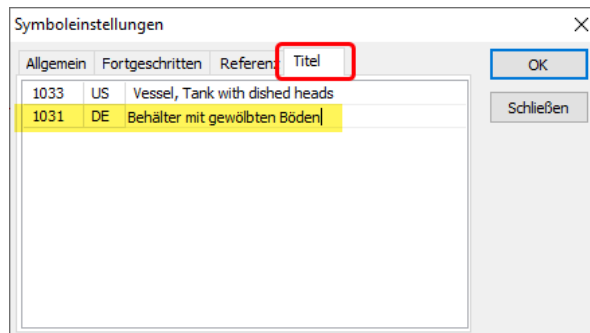 Symboleinstellungen
Allgemein Fortgeschritten Referenz Titel
OK
1033 US Vessel, Tank with dished heads
Schließen
1031 DE Behälter mit gewölbten Böden